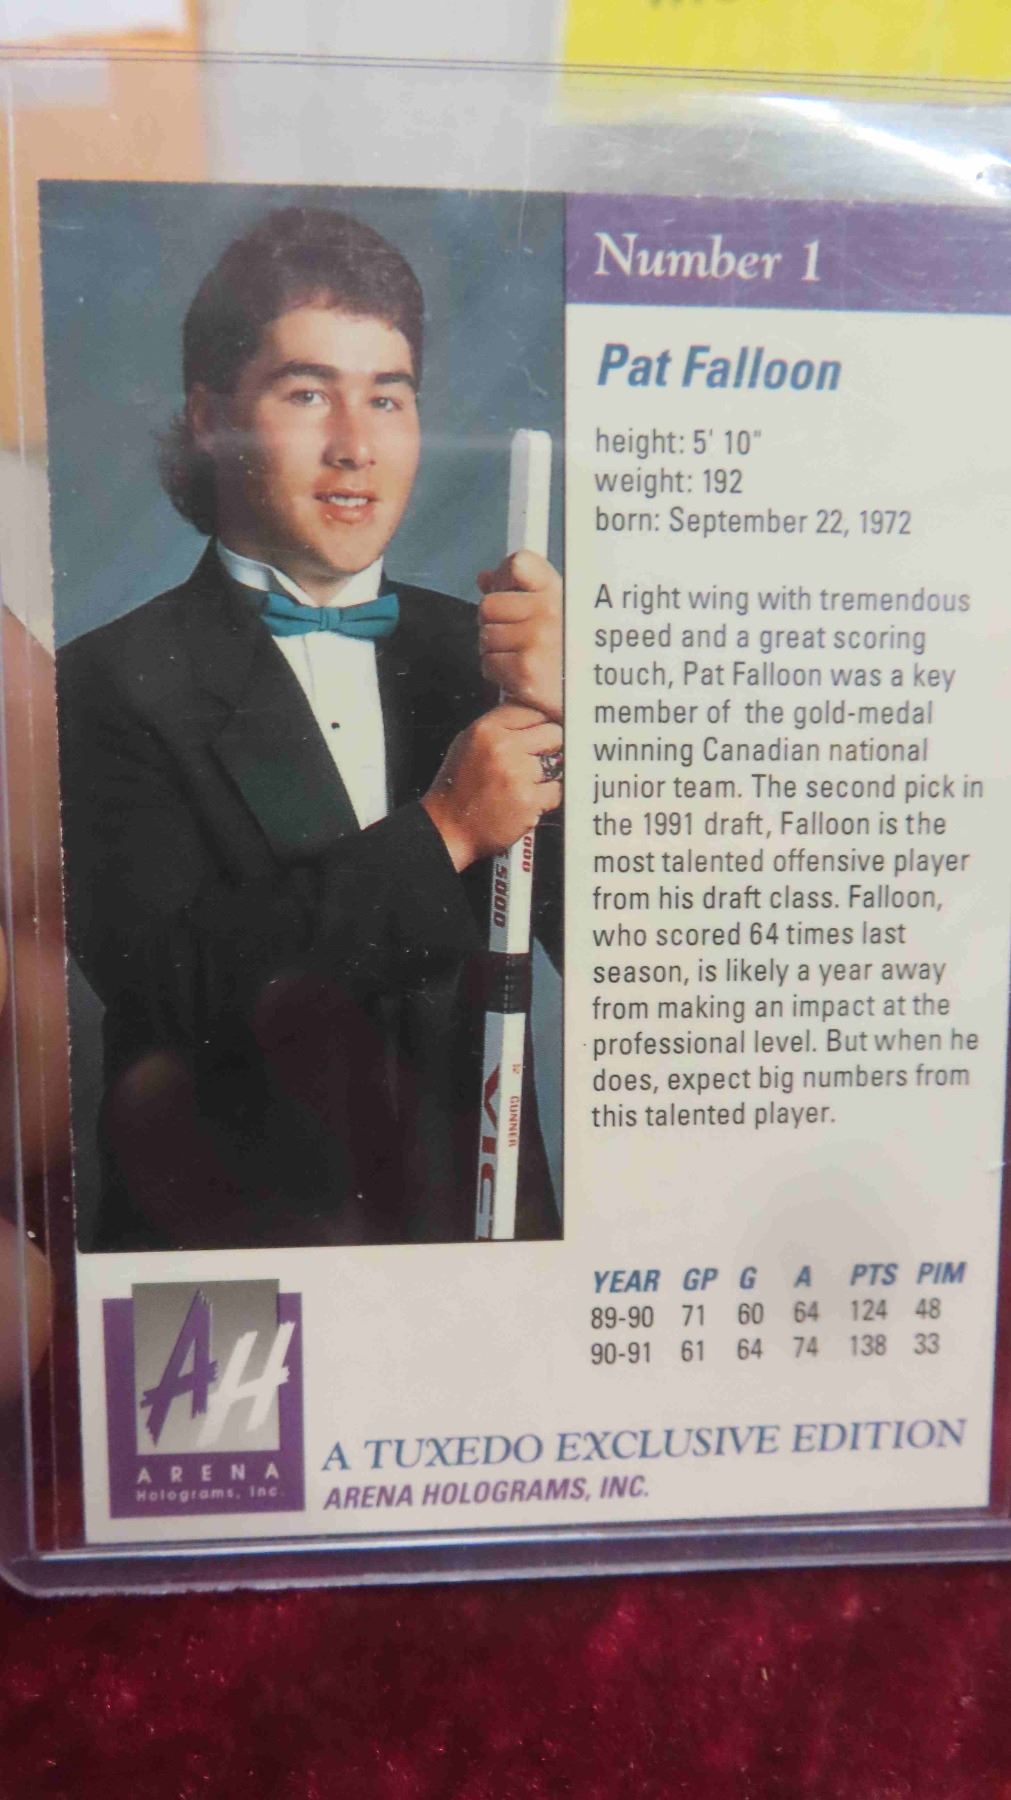 Number 1
Pat Falloon
height: 5' 10"
weight: 192
born: September 22, 1972
A right wing with tremendous
speed and a great scoring
touch, Pat Falloon was a key
member of the gold-medal
winning Canadian national
junior team. The second pick in
the 1991 draft, Falloon is the
most talented offensive player
from his draft class. Falloon,
who scored 64 times last
season, is likely a year away
from making an impact at the
professional level. But when he
does, expect big numbers from
this talented player.
5000
000
12 GUNNER
VIC
YEAR GP G A PTS PIM
89-90 71 60 64 124 48
90-91 61 64 74 138 33
AH
ARENA
Holograms, Inc.
A TUXEDO EXCLUSIVE EDITION
ARENA HOLOGRAMS, INC.